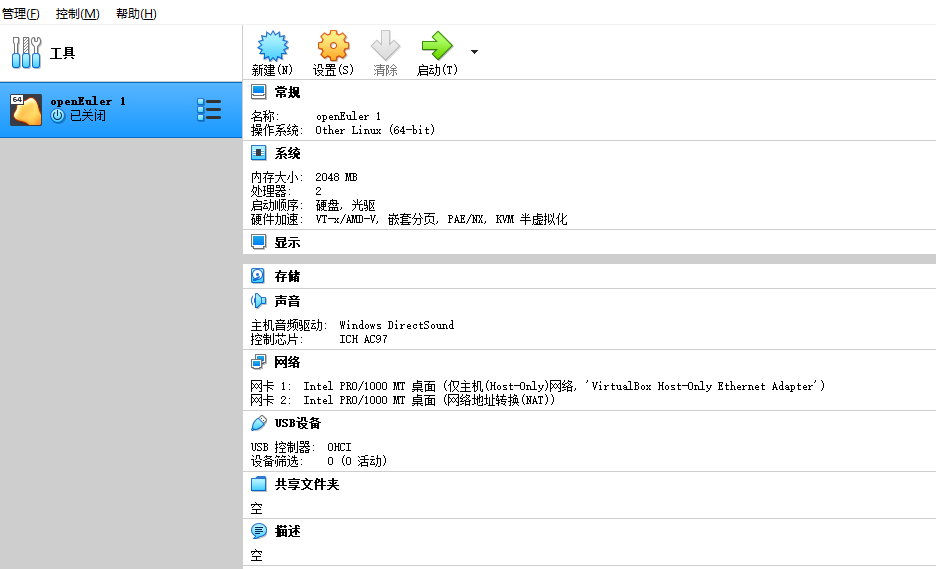 管理(F) 控制(M) 帮助(H)
工具
新建(N) 设置(S) 清除 启动(T)
64
openEuler 1
已关闭
常规
名称: openEuler 1
操作系统: Other Linux (64-bit)
系统
内存大小: 2048 MB
处理器: 2
启动顺序: 硬盘, 光驱
硬件加速: VT-x/AMD-V, 嵌套分页, PAE/NX, KVM 半虚拟化
显示
存储
声音
主机音频驱动: Windows DirectSound
控制芯片: ICH AC97
网络
网卡 1: Intel PRO/1000 MT 桌面 (仅主机(Host-Only)网络, 'VirtualBox Host-Only Ethernet Adapter')
网卡 2: Intel PRO/1000 MT 桌面 (网络地址转换(NAT))
USB设备
USB 控制器: OHCI
设备筛选: 0 (0 活动)
共享文件夹
空
描述
空